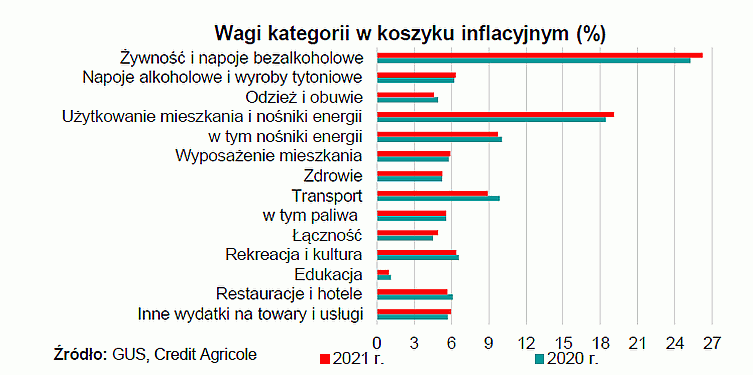 Wagi kategorii w koszyku inflacyjnym (%)
Żywność i napoje bezalkoholowe
Napoje alkoholowe i wyroby tytoniowe
Odzież i obuwie
Użytkowanie mieszkania i nośniki energii
w tym nośniki energii
Wyposażenie mieszkania
Zdrowie
Transport
w tym paliwa
Łączność
Rekreacja i kultura
Edukacja
Restauracje i hotele
Inne wydatki na towary i usługi
0 3 6 9 12 15 18 21 24 27
Źródło: GUS, Credit Agricole
2021 r. 2020 r.